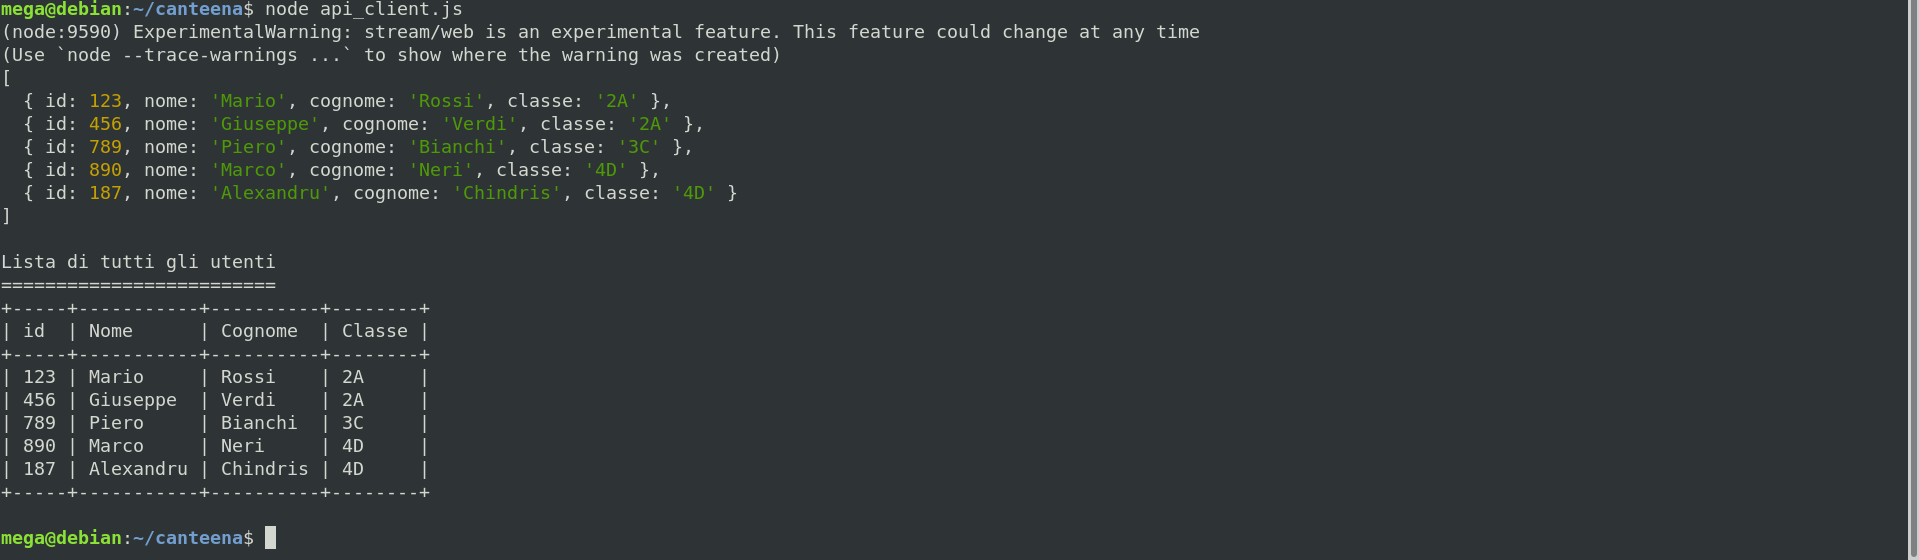 mega@debian:~/canteena$ node api_client.js
(node:9590) ExperimentalWarning: stream/web is an experimental feature. This feature could change at any time
(Use `node --trace-warnings ...` to show where the warning was created)
[
  { id: 123, nome: 'Mario', cognome: 'Rossi', classe: '2A' },
  { id: 456, nome: 'Giuseppe', cognome: 'Verdi', classe: '2A' },
  { id: 789, nome: 'Piero', cognome: 'Bianchi', classe: '3C' },
  { id: 890, nome: 'Marco', cognome: 'Neri', classe: '4D' },
  { id: 187, nome: 'Alexandru', cognome: 'Chindris', classe: '4D' }
]

Lista di tutti gli utenti
=========================
+-----+-----------+----------+--------+
| id  | Nome      | Cognome  | Classe |
+-----+-----------+----------+--------+
| 123 | Mario     | Rossi    | 2A     |
| 456 | Giuseppe  | Verdi    | 2A     |
| 789 | Piero     | Bianchi  | 3C     |
| 890 | Marco     | Neri     | 4D     |
| 187 | Alexandru | Chindris | 4D     |
+-----+-----------+----------+--------+

mega@debian:~/canteena$